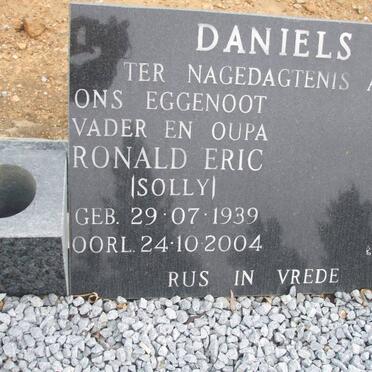 DANIELS
TER NAGEDAGTENIS
ONS EGGENOOT
VADER EN OUPA
RONALD ERIC
(SOLLY)
GEB. 29·07·1939
OORL. 24·10·2004
RUS IN VREDE